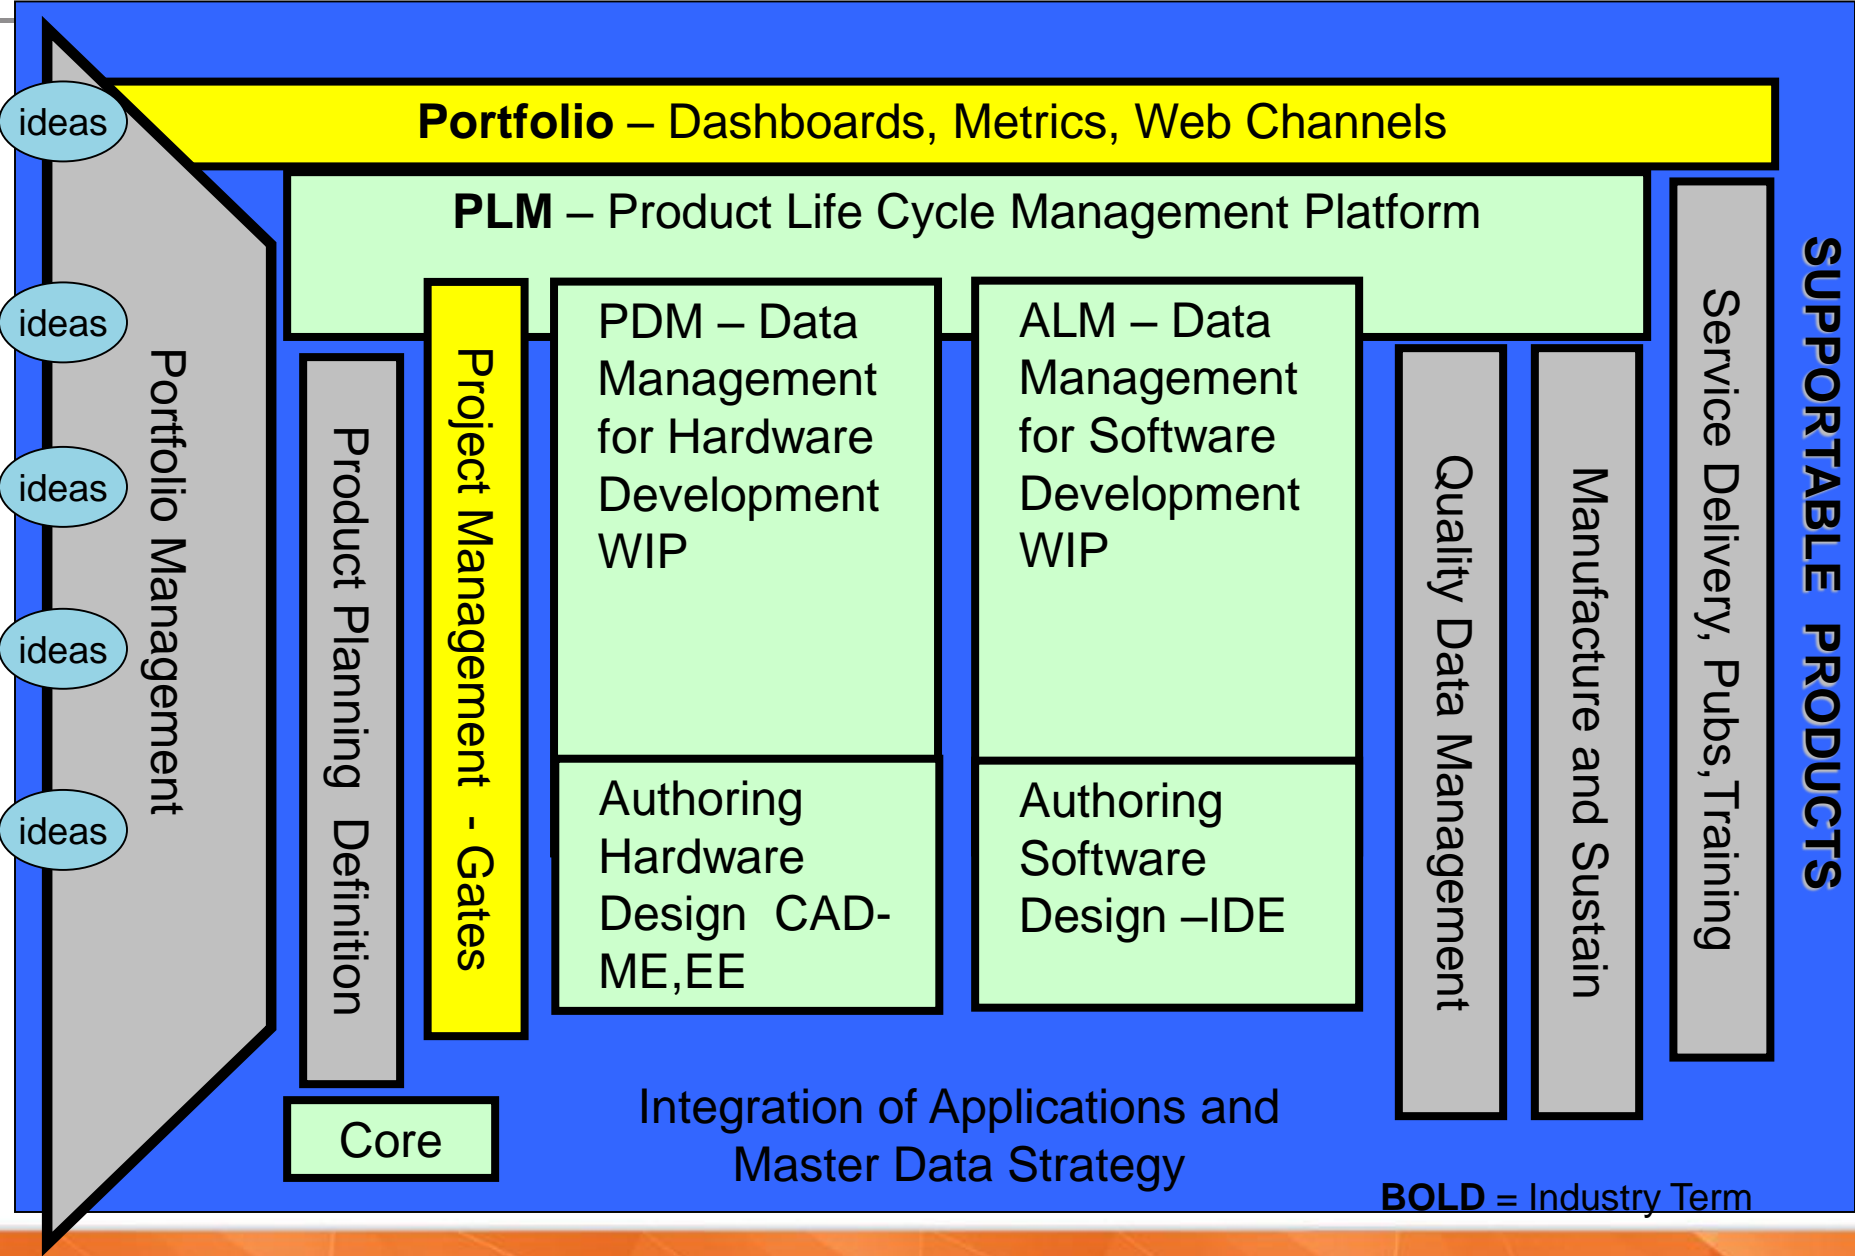 Portfolio – Dashboards, Metrics, Web Channels
PLM – Product Life Cycle Management Platform
ideas
ideas
ideas
ideas
ideas
Portfolio Management
Product Planning Definition
Project Management - Gates
PDM – Data
Management
for Hardware
Development
WIP
Authoring
Hardware
Design CAD-
ME,EE
ALM – Data
Management
for Software
Development
WIP
Authoring
Software
Design –IDE
Quality Data Management
Manufacture and Sustain
Service Delivery, Pubs,Training
SUPPORTABLE PRODUCTS
Core
Integration of Applications and
Master Data Strategy
BOLD = Industry Term